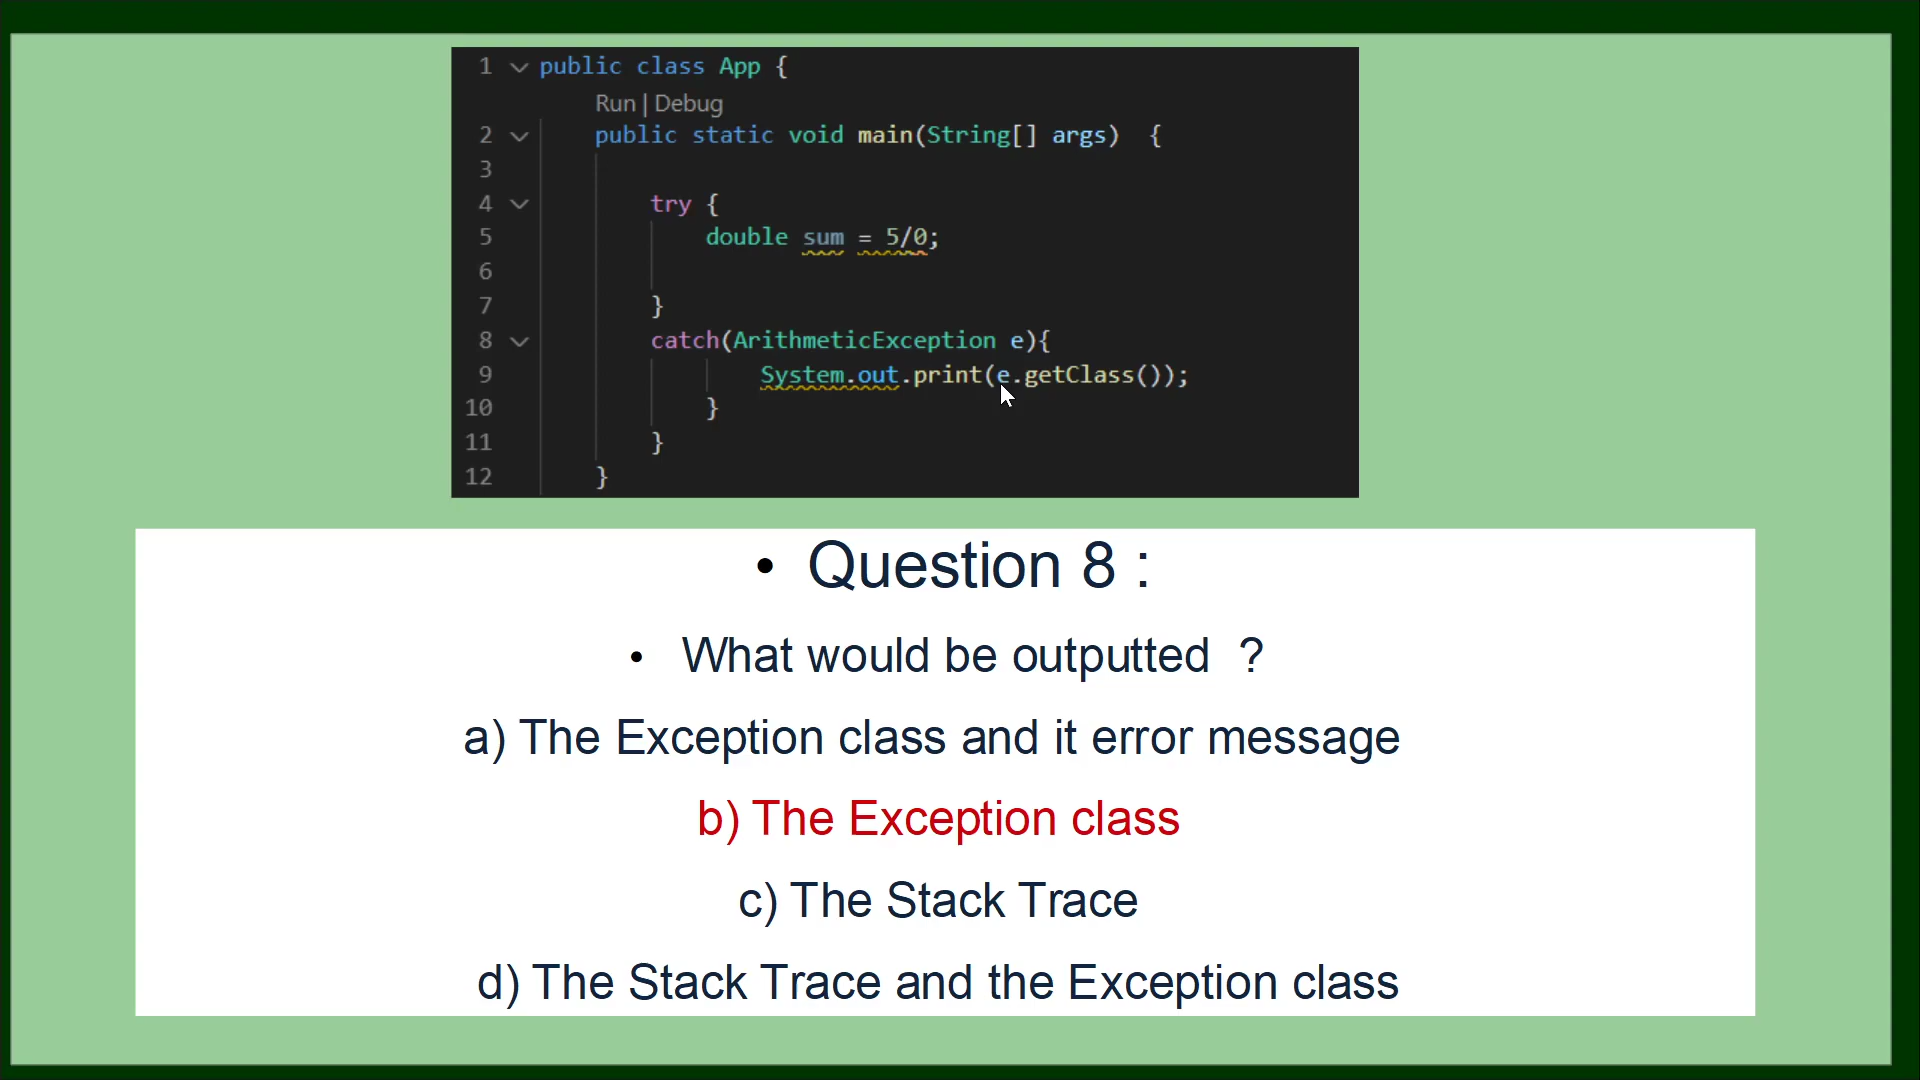 1 public class App {
Run | Debug
2 public static void main(String[] args)  {
3
4 try {
5 double sum = 5/0;
6
7 }
8 catch(ArithmeticException e){
9 System.out.print(e.getClass());
10 }
11 }
12 }
• Question 8 :
• What would be outputted  ?
a) The Exception class and it error message
b) The Exception class
c) The Stack Trace
d) The Stack Trace and the Exception class